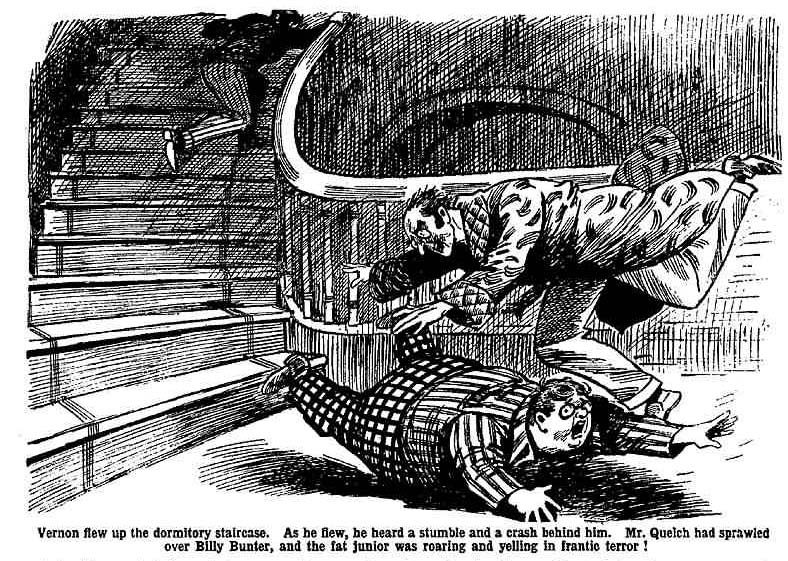 Vernon flew up the dormitory staircase. As he flew, he heard a stumble and a crash behind him. Mr. Quelch had sprawled
over Billy Bunter, and the fat junior was roaring and yelling in frantic terror !